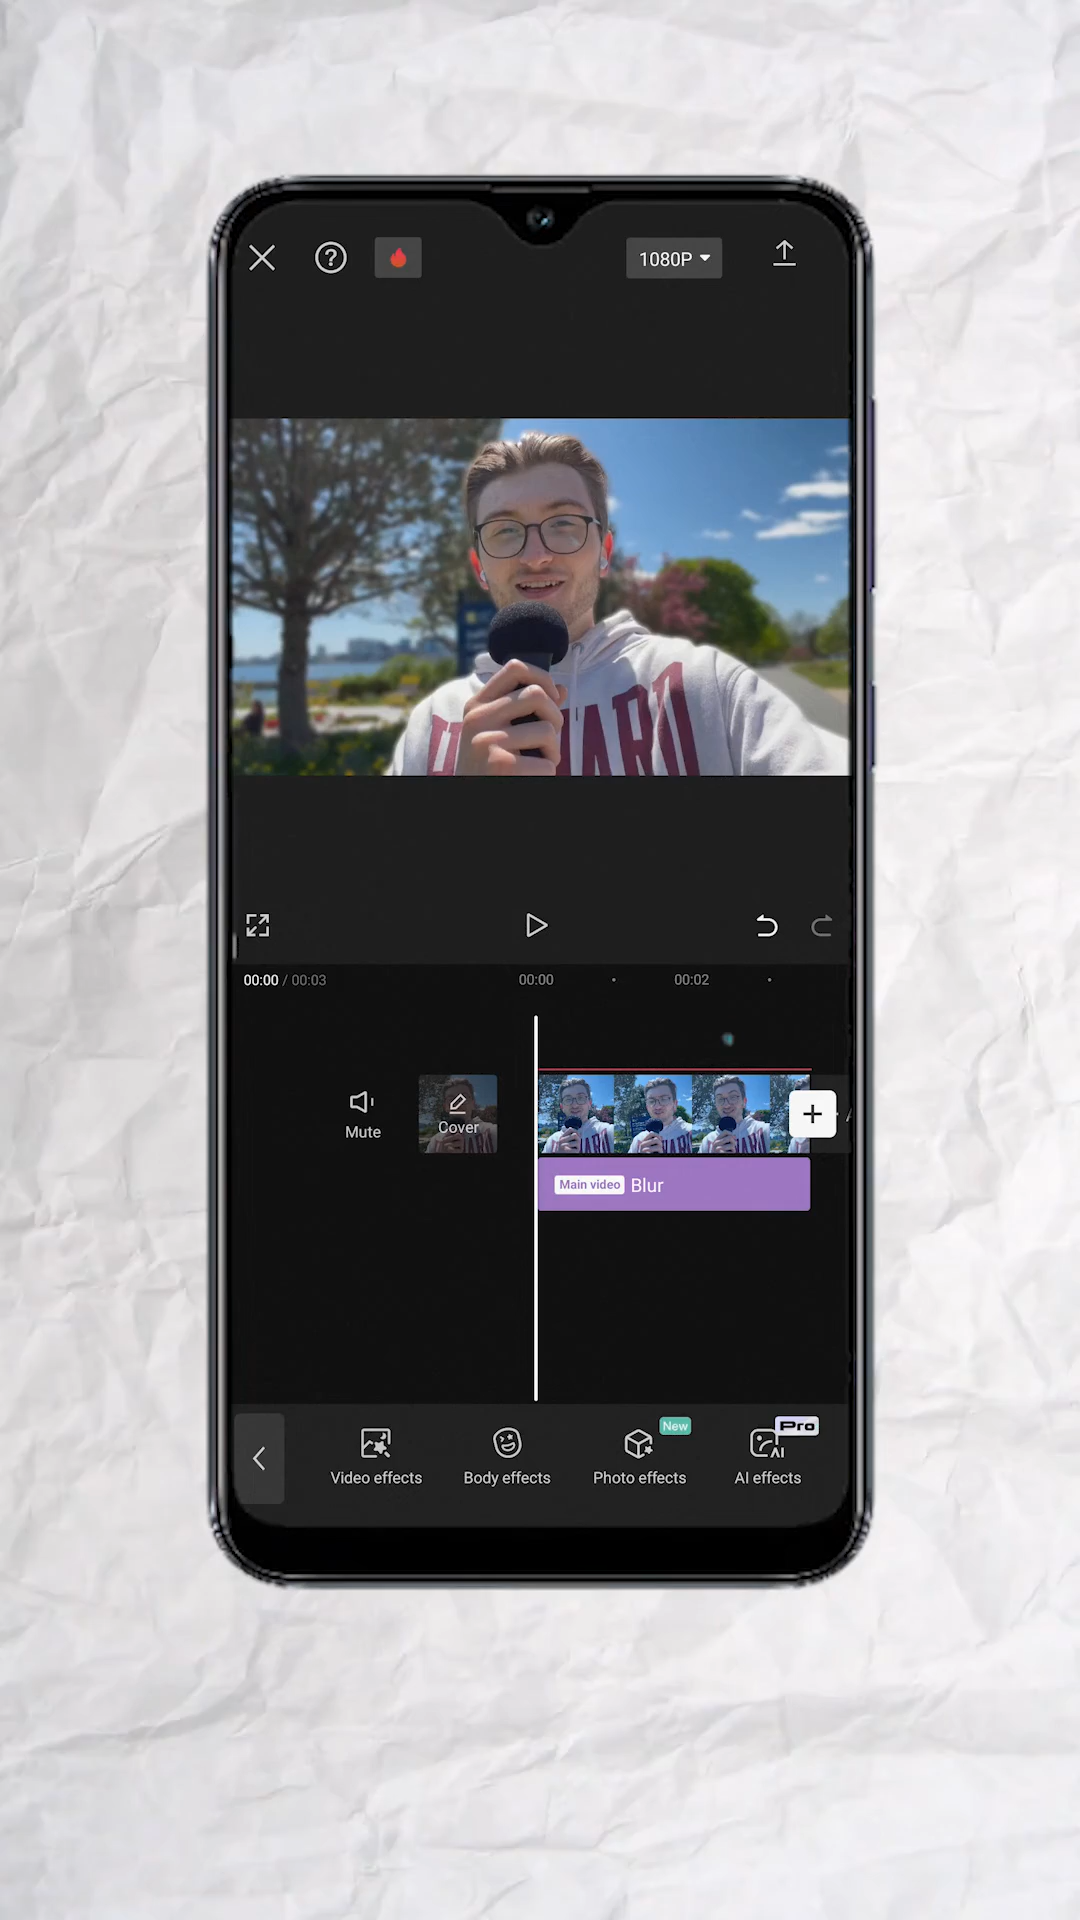 1080P
00:00 / 00:03
00:00
00:02
Mute
Cover
Main video Blur
New
Pro
Video effects
Body effects
Photo effects
AI
AI effects